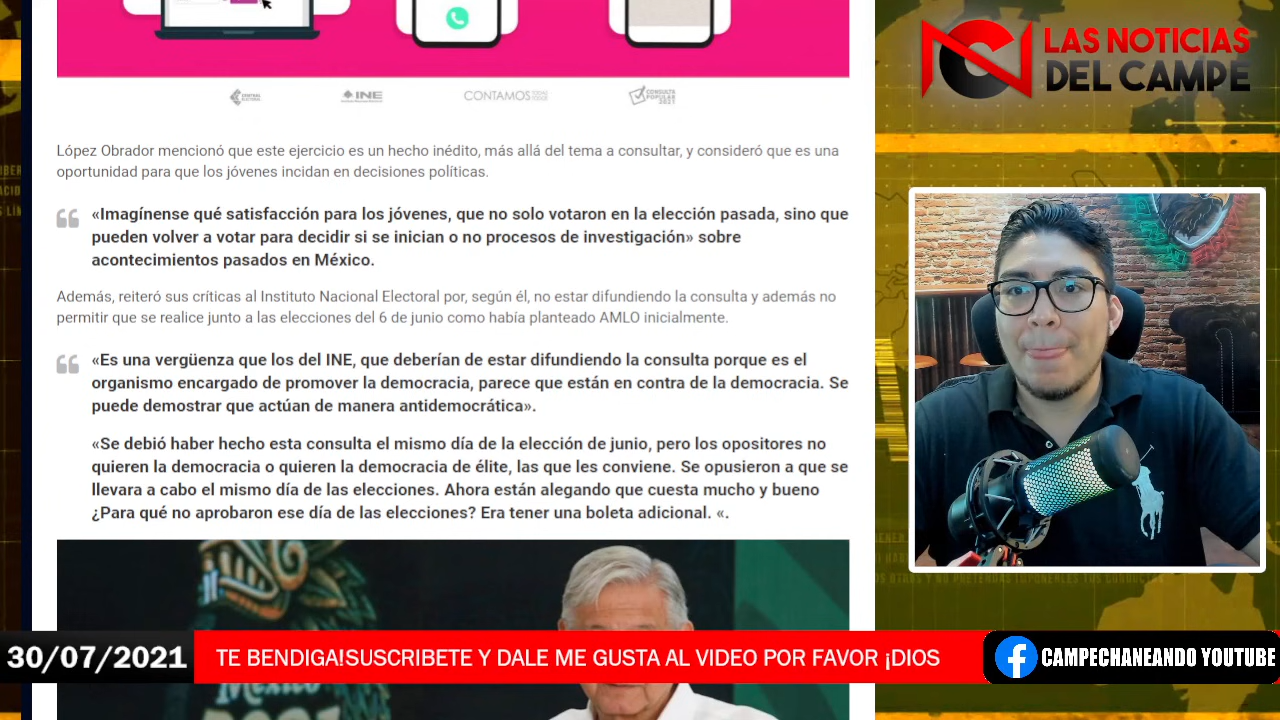 CENTRAL
ELECTORAL
INE
CONTAMOS TODAS
TODOS
CONSULTA
POPULAR
2021
López Obrador mencionó que este ejercicio es un hecho inédito, más allá del tema a consultar, y consideró que es una
oportunidad para que los jóvenes incidan en decisiones políticas.
«Imagínense qué satisfacción para los jóvenes, que no solo votaron en la elección pasada, sino que
pueden volver a votar para decidir si se inician o no procesos de investigación» sobre
acontecimientos pasados en México.
Además, reiteró sus críticas al Instituto Nacional Electoral por, según él, no estar difundiendo la consulta y además no
permitir que se realice junto a las elecciones del 6 de junio como había planteado AMLO inicialmente.
«Es una vergüenza que los del INE, que deberían de estar difundiendo la consulta porque es el
organismo encargado de promover la democracia, parece que están en contra de la democracia. Se
puede demostrar que actúan de manera antidemocrática».
«Se debió haber hecho esta consulta el mismo día de la elección de junio, pero los opositores no
quieren la democracia o quieren la democracia de élite, las que les conviene. Se opusieron a que se
llevara a cabo el mismo día de las elecciones. Ahora están alegando que cuesta mucho y bueno
¿Para qué no aprobaron ese día de las elecciones? Era tener una boleta adicional. «.
México
LAS NOTICIAS
DEL CAMPE
30/07/2021
TE BENDIGA!SUSCRIBETE Y DALE ME GUSTA AL VIDEO POR FAVOR ¡DIOS
CAMPECHANEANDO YOUTUBE